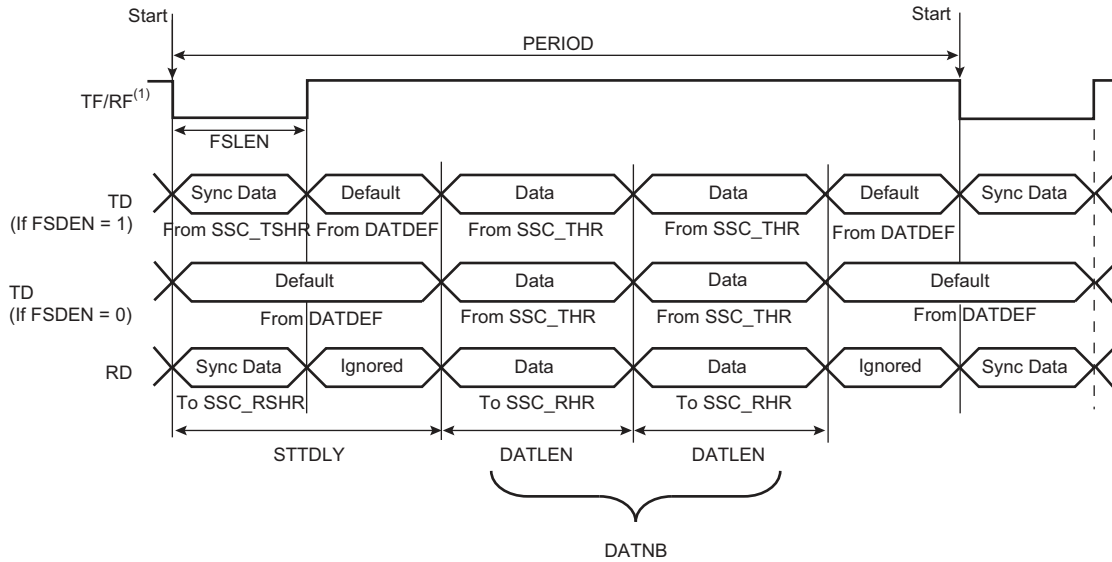 Start
Start
PERIOD
TF/RF(1)
FSLEN
TD
(If FSDEN = 1)
Sync Data
Default
Data
Data
Default
Sync Data
From SSC_TSHR
From DATDEF
From SSC_THR
From SSC_THR
From DATDEF
TD
(If FSDEN = 0)
Default
Data
Data
Default
From DATDEF
From SSC_THR
From SSC_THR
From DATDEF
RD
Sync Data
Ignored
Data
Data
Ignored
Sync Data
To SSC_RSHR
To SSC_RHR
To SSC_RHR
STTDLY
DATLEN
DATLEN
DATNB